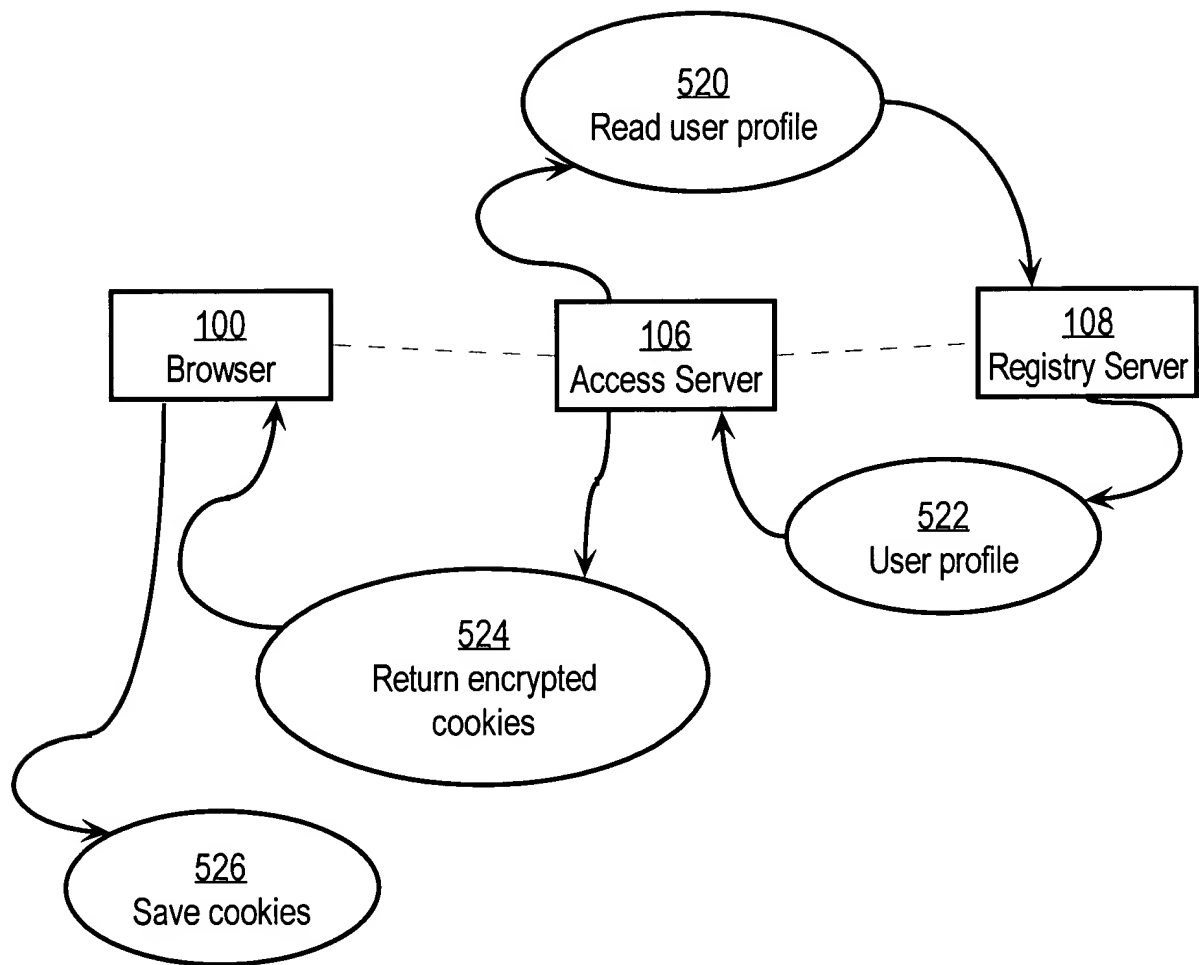 520
Read user profile
100
Browser
106
Access Server
108
Registry Server
522
User profile
524
Return encrypted
cookies
526
Save cookies